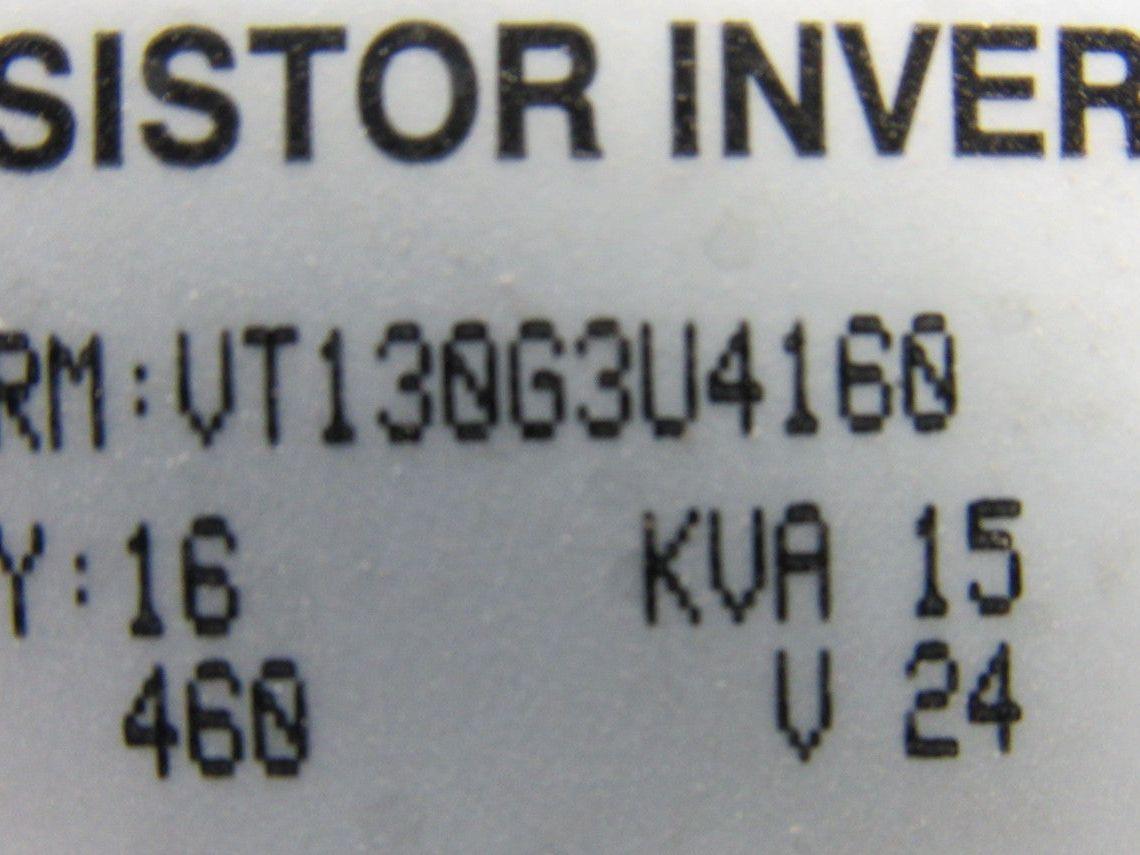 SISTOR INVER
RM:VT130G3U4160
Y:16 KVA 15
460 V 24